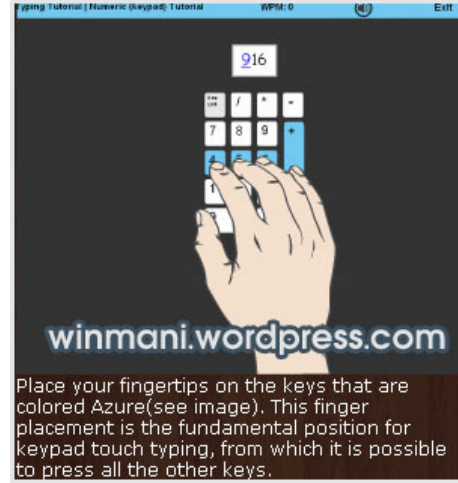 Typing Tutorial | Numeric (keypad) Tutorial WPM: 0 Exit
916
/ * -
7 8 9 +
4
1
winmani.wordpress.com
Place your fingertips on the keys that are
colored Azure(see image). This finger
placement is the fundamental position for
keypad touch typing, from which it is possible
to press all the other keys.